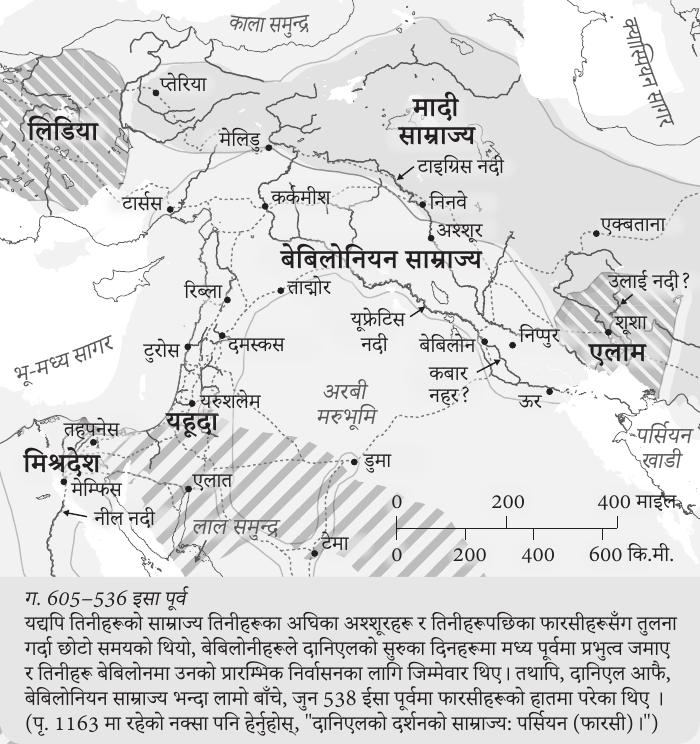 काला समुन्द्र
क्यास्पियन सागर
प्तेरिया
मादी
साम्राज्य
लिडिया
मेलिडु
टाइग्रिस नदी
टार्सस
कर्कमीश
निनवे
अश्शूर
एक्बताना
बेबिलोनियन साम्राज्य
उलाई नदी?
रिब्ला
ताद्मोर
यूफ्रेटिस
नदी
शूशा
भू-मध्य सागर
टुरोस
दमस्कस
बेबिलोन
निप्पुर
एलाम
कबार
नहर?
अरबी
मरुभूमि
ऊर
यरुशलेम
यहूदा
तहपनेस
पर्सियन
खाडी
मिश्रदेश
डुमा
मेम्फिस
एलात
नील नदी
लाल समुन्द्र
टेमा
0 200 400 माइल
0 200 400 600 कि.मी.
ग. 605–536 इसा पूर्व
यद्यपि तिनीहरूको साम्राज्य तिनीहरूका अघिका अश्शूरहरू र तिनीहरूपछिका फारसीहरूसँग तुलना
गर्दा छोटो समयको थियो, बेबिलोनीहरूले दानिएलको सुरुका दिनहरूमा मध्य पूर्वमा प्रभुत्व जमाए
र तिनीहरू बेबिलोनमा उनको प्रारम्भिक निर्वासनका लागि जिम्मेवार थिए। तथापि, दानिएल आफै,
बेबिलोनियन साम्राज्य भन्दा लामो बाँचे, जुन 538 ईसा पूर्वमा फारसीहरूको हातमा परेका थिए ।
(पृ. 1163 मा रहेको नक्सा पनि हेर्नुहोस्, "दानिएलको दर्शनको साम्राज्य: पर्सियन (फारसी)।")